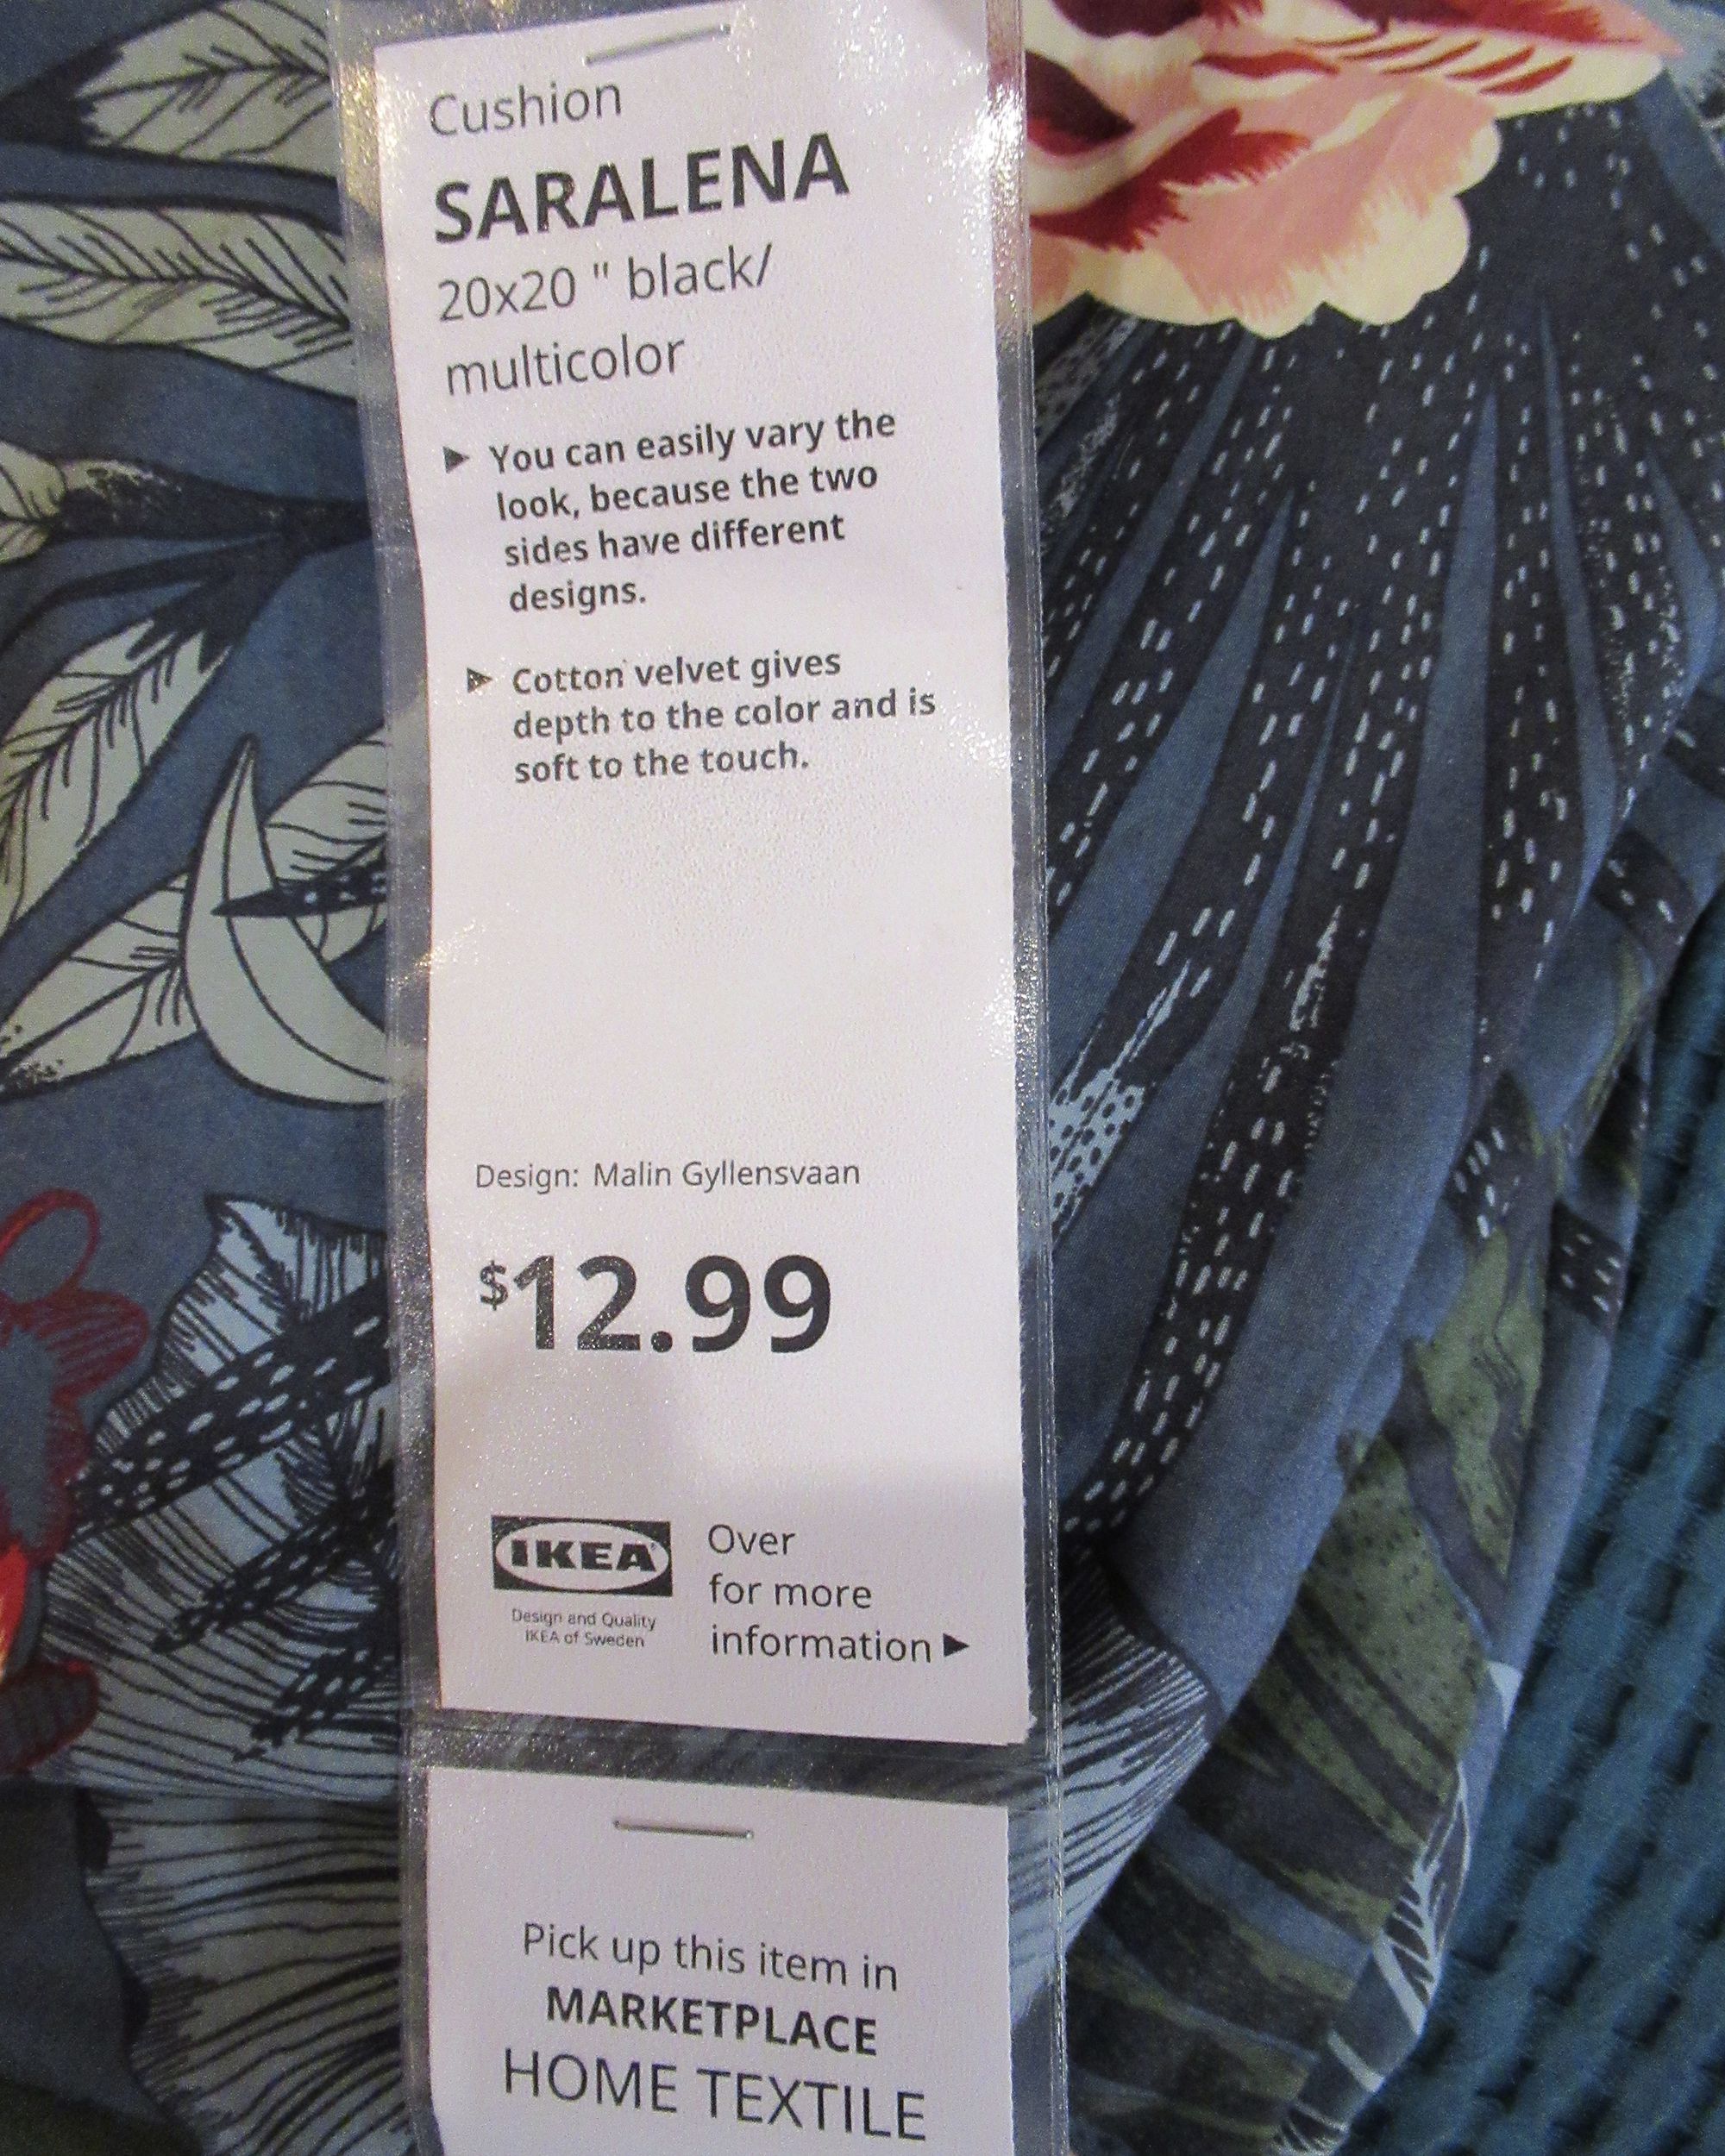 Cushion
SARALENA
20x20 " black/
multicolor
▶ You can easily vary the
look, because the two
sides have different
designs.
▶ Cotton velvet gives
depth to the color and is
soft to the touch.
Design: Malin Gyllensvaan
$12.99
IKEA
Design and Quality
IKEA of Sweden
Over
for more
information ▶
Pick up this item in
MARKETPLACE
HOME TEXTILE